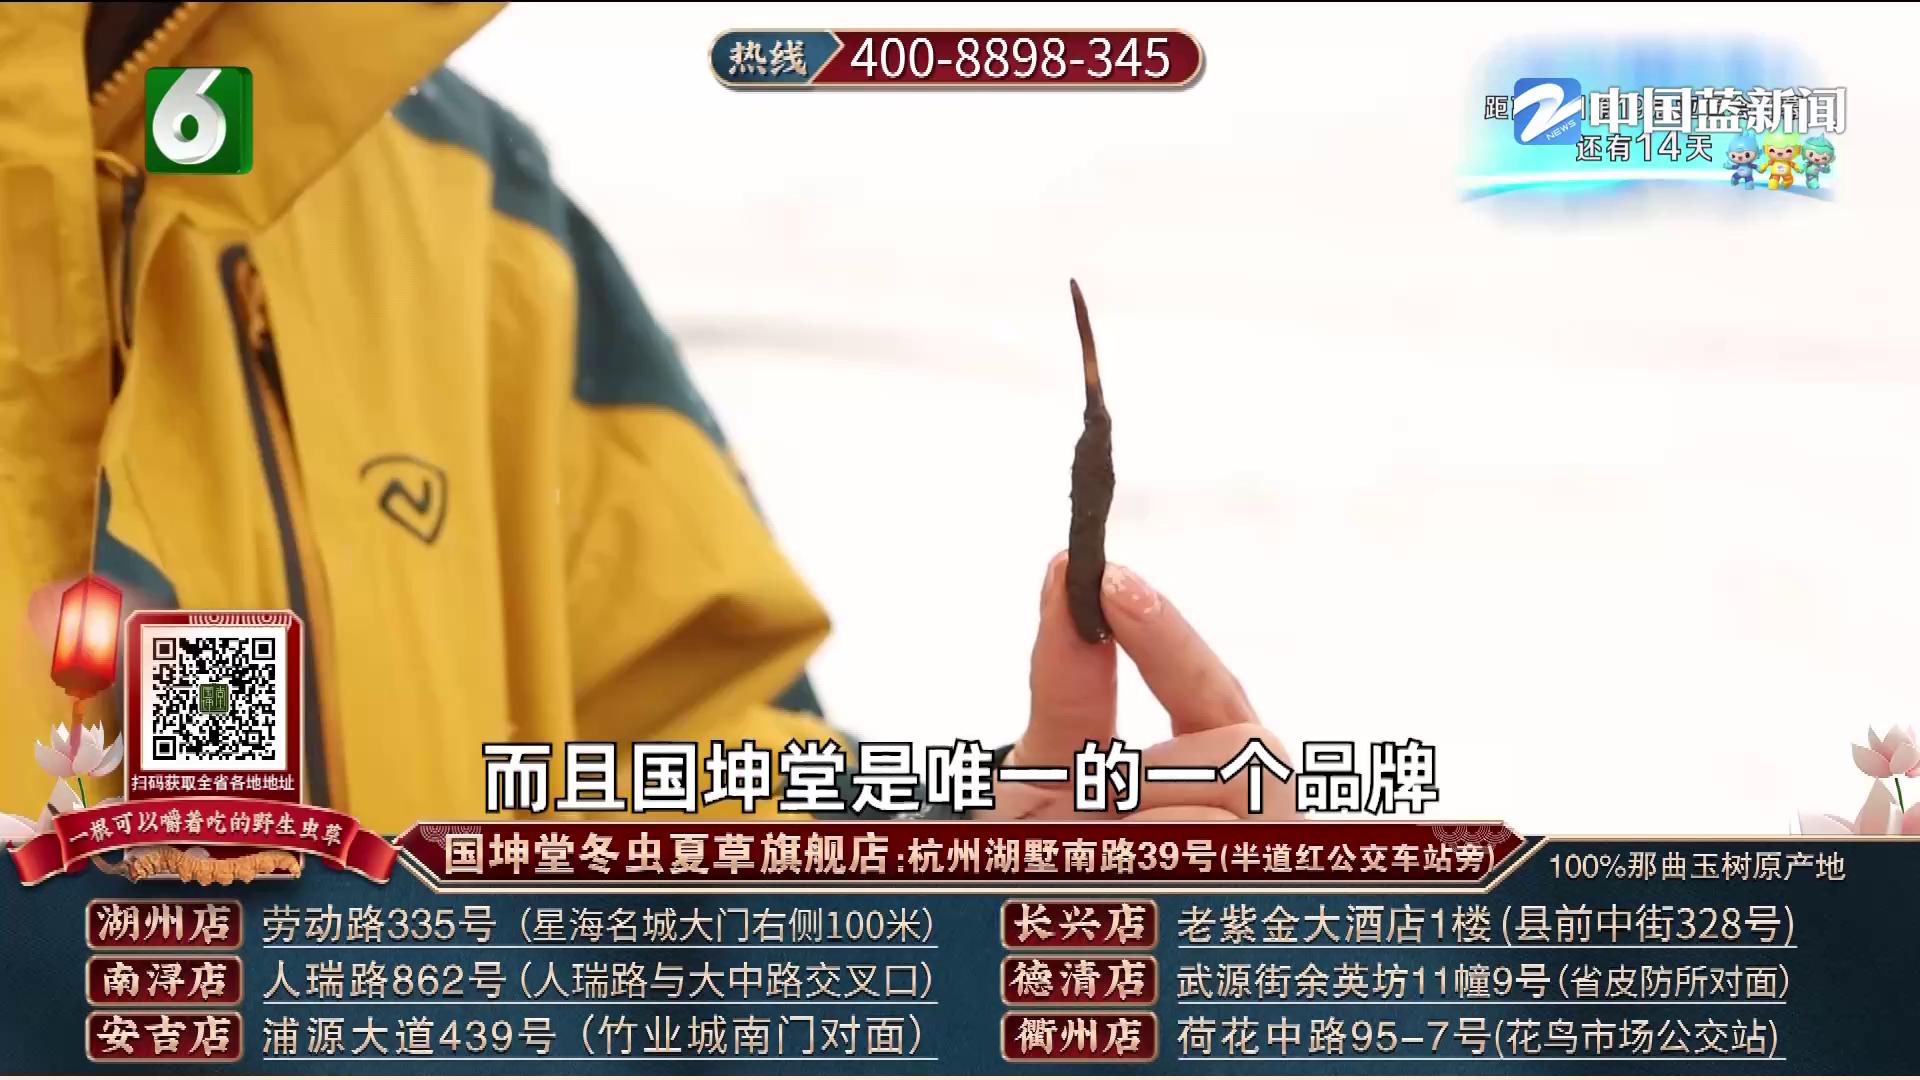 6
热线 400-8898-345
中国蓝新闻
NEWS
还有14天
扫码获取全省各地地址
一根可以嚼着吃的野生虫草
而且国坤堂是唯一的一个品牌
国坤堂冬虫夏草旗舰店:杭州湖墅南路39号(半道红公交车站旁)
100%那曲玉树原产地
湖州店 劳动路335号(星海名城大门右侧100米)
长兴店 老紫金大酒店1楼(县前中街328号)
南浔店 人瑞路862号(人瑞路与大中路交叉口)
德清店 武源街余英坊11幢9号(省皮防所对面)
安吉店 浦源大道439号(竹业城南门对面)
衢州店 荷花中路95-7号(花鸟市场公交站)